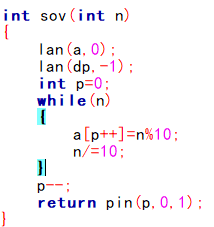 int sov(int n)
{
lan(a,0);
lan(dp,-1);
int p=0;
while(n)
{
a[p++]=n%10;
n/=10;
}
p--;
return pin(p,0,1);
}